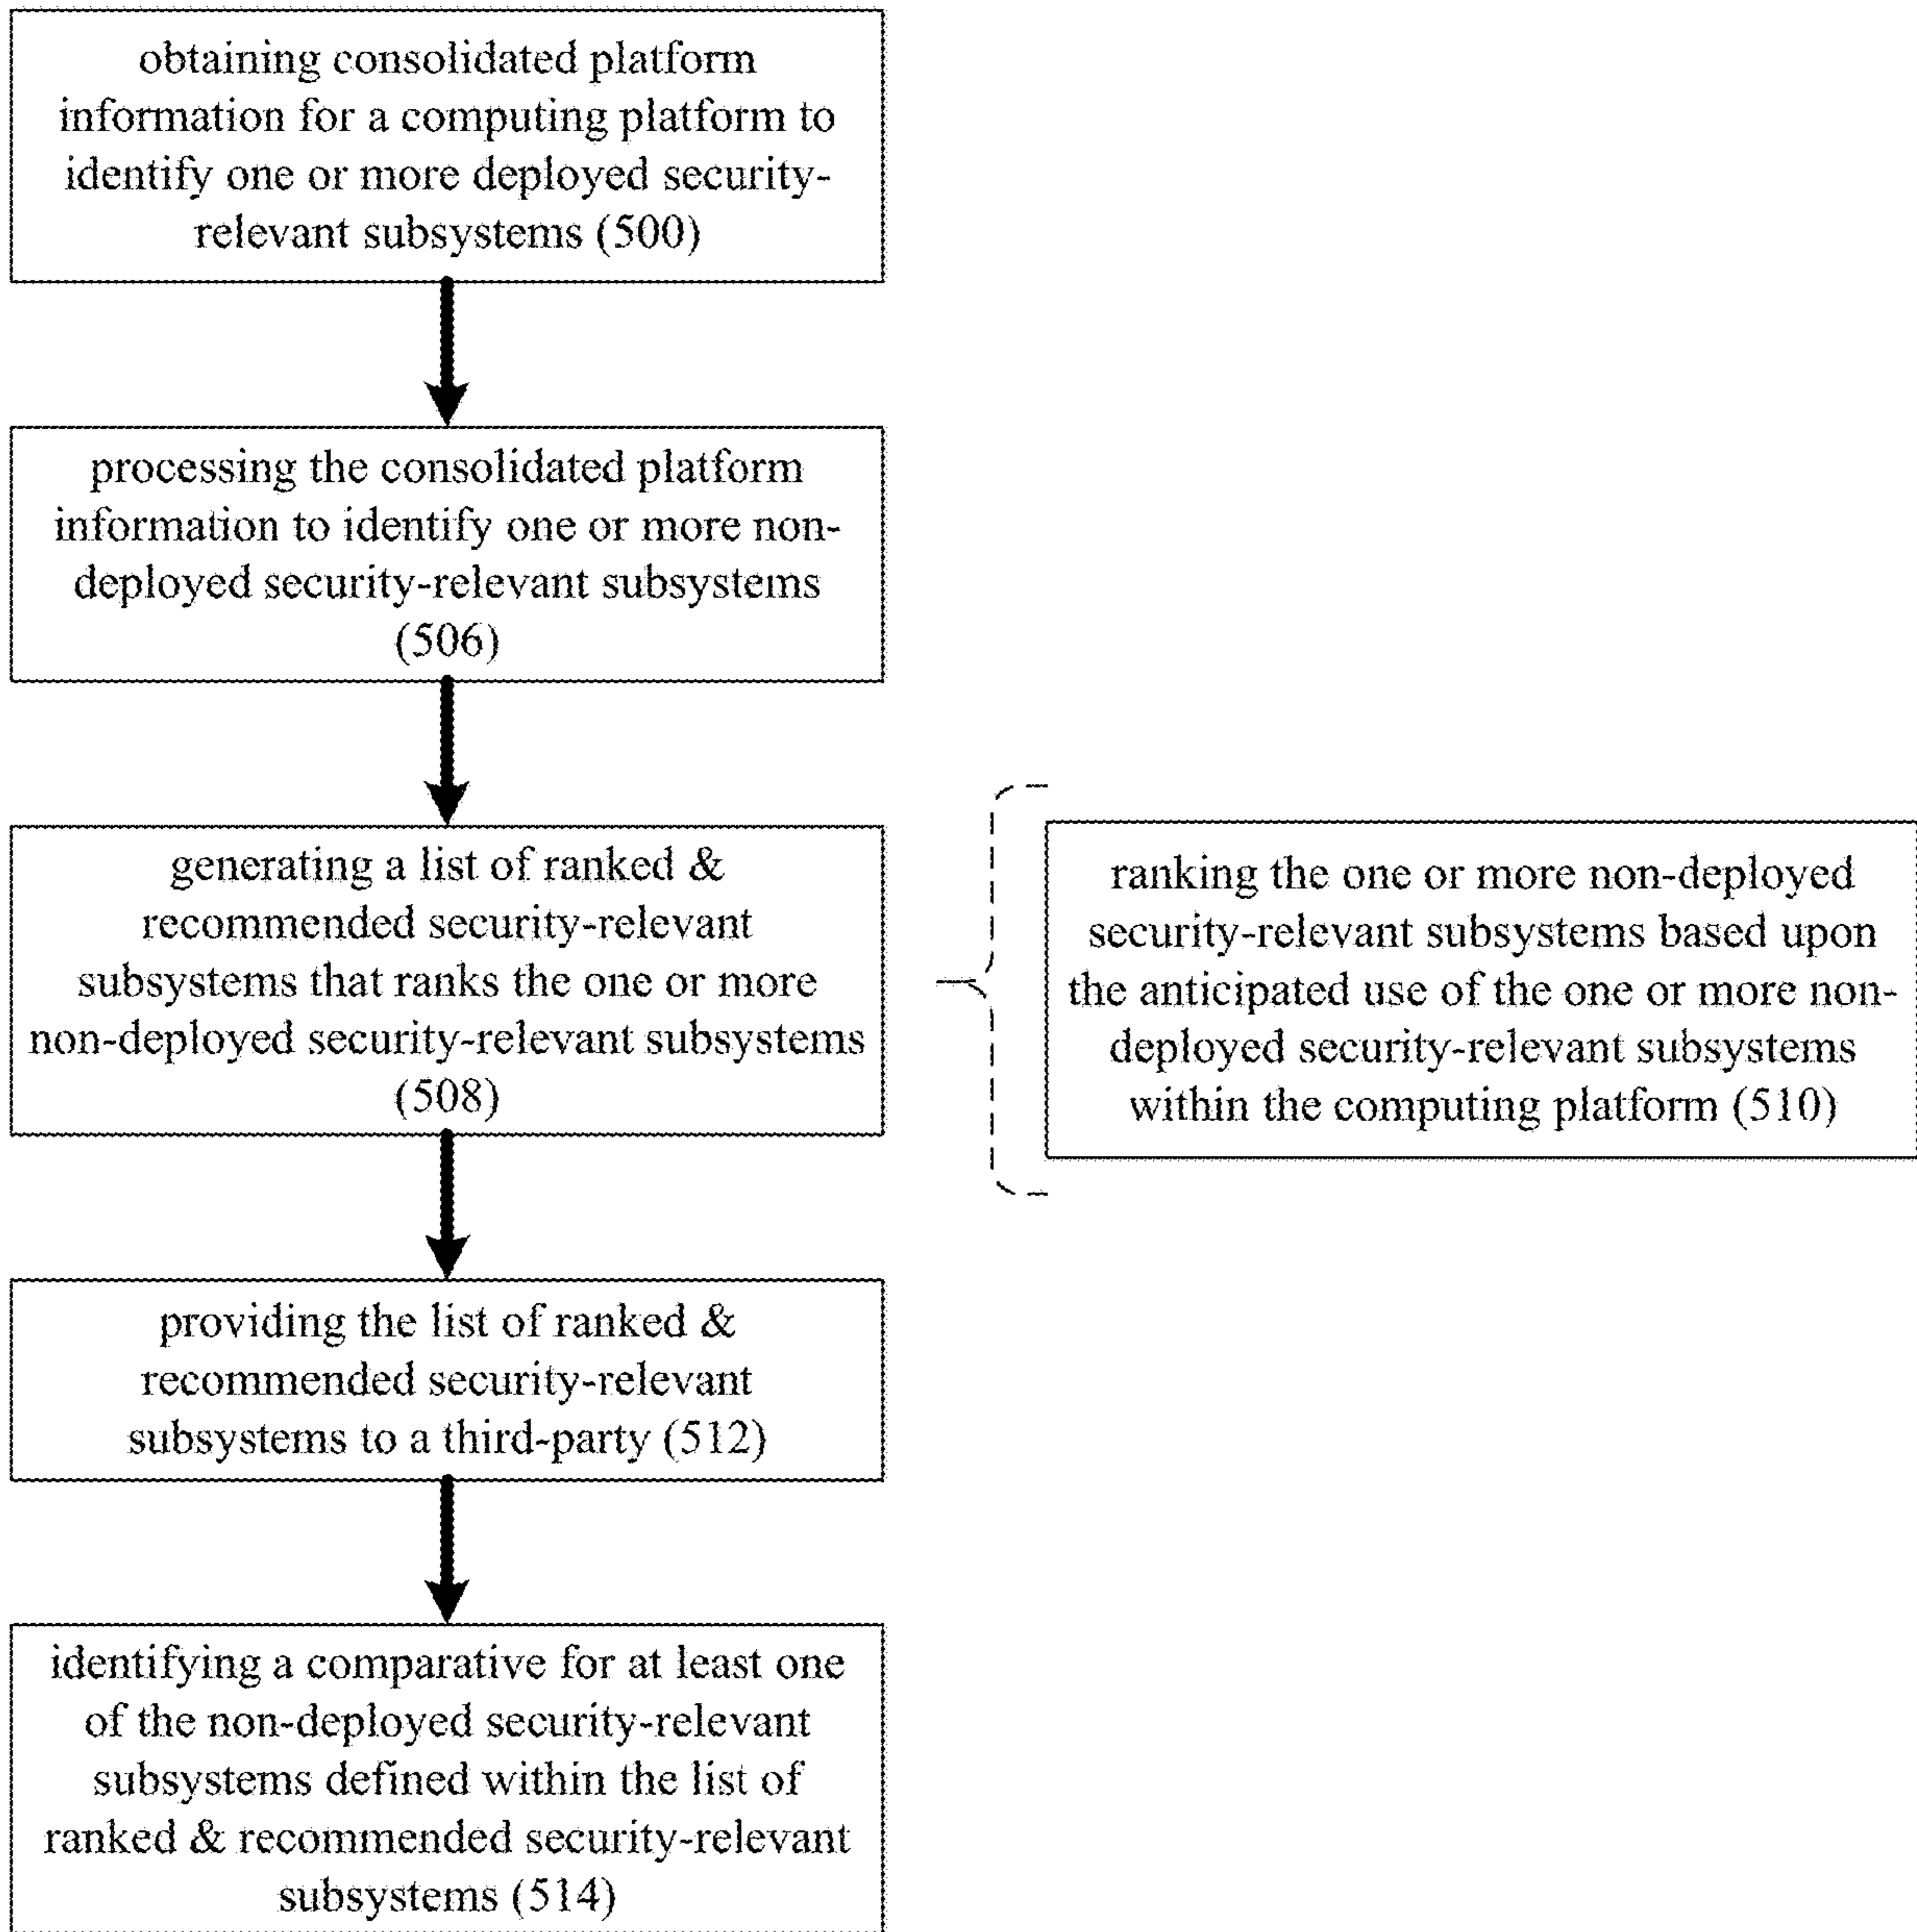 obtaining consolidated platform
information for a computing platform to
identify one or more deployed security-
relevant subsystems (500)
processing the consolidated platform
information to identify one or more non-
deployed security-relevant subsystems
(506)
generating a list of ranked &
recommended security-relevant
subsystems that ranks the one or more
non-deployed security-relevant subsystems
(508)
ranking the one or more non-deployed
security-relevant subsystems based upon
the anticipated use of the one or more non-
deployed security-relevant subsystems
within the computing platform (510)
providing the list of ranked &
recommended security-relevant
subsystems to a third-party (512)
identifying a comparative for at least one
of the non-deployed security-relevant
subsystems defined within the list of
ranked & recommended security-relevant
subsystems (514)